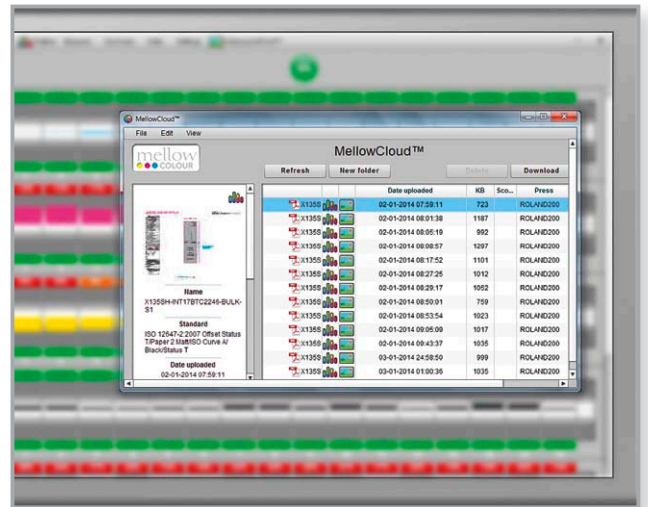 MellowCloud™
File Edit View
mellow
COLOUR
MellowCloud™
Refresh New folder Delete Download
Date uploaded KB Sco... Press
X135S 02-01-2014 07:59:11 723 ROLAND200
X135S 02-01-2014 08:01:38 1187 ROLAND200
X135S 02-01-2014 08:05:19 992 ROLAND200
X135S 02-01-2014 08:08:57 1297 ROLAND200
X135S 02-01-2014 08:17:52 1101 ROLAND200
X135S 02-01-2014 08:27:25 1012 ROLAND200
X135S 02-01-2014 08:29:17 1052 ROLAND200
X135S 02-01-2014 08:50:01 759 ROLAND200
X135S 02-01-2014 08:53:54 1023 ROLAND200
X135S 02-01-2014 09:05:09 1017 ROLAND200
X135S 02-01-2014 09:43:37 1035 ROLAND200
X135S 03-01-2014 24:58:50 999 ROLAND200
X135S 03-01-2014 01:00:36 1035 ROLAND200
Name
X135SH-INT17BTC2246-BULK-
S1
Standard
ISO 12647-2:2007 Offset Status
T/Paper 2 Matt/ISO Curve A/
Black/Status T
Date uploaded
02-01-2014 07:59:11